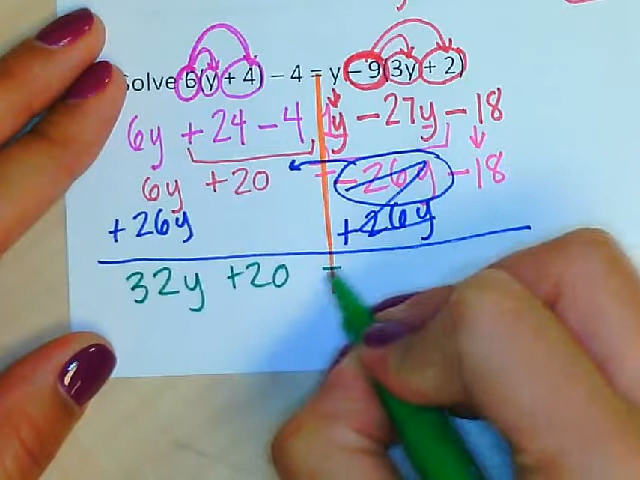 Solve 6(y + 4) - 4 = y - 9(3y + 2)
6y + 24 - 4 1y - 27y - 18
6y + 20 = -26y - 18
+26y +26y
32y + 20 =